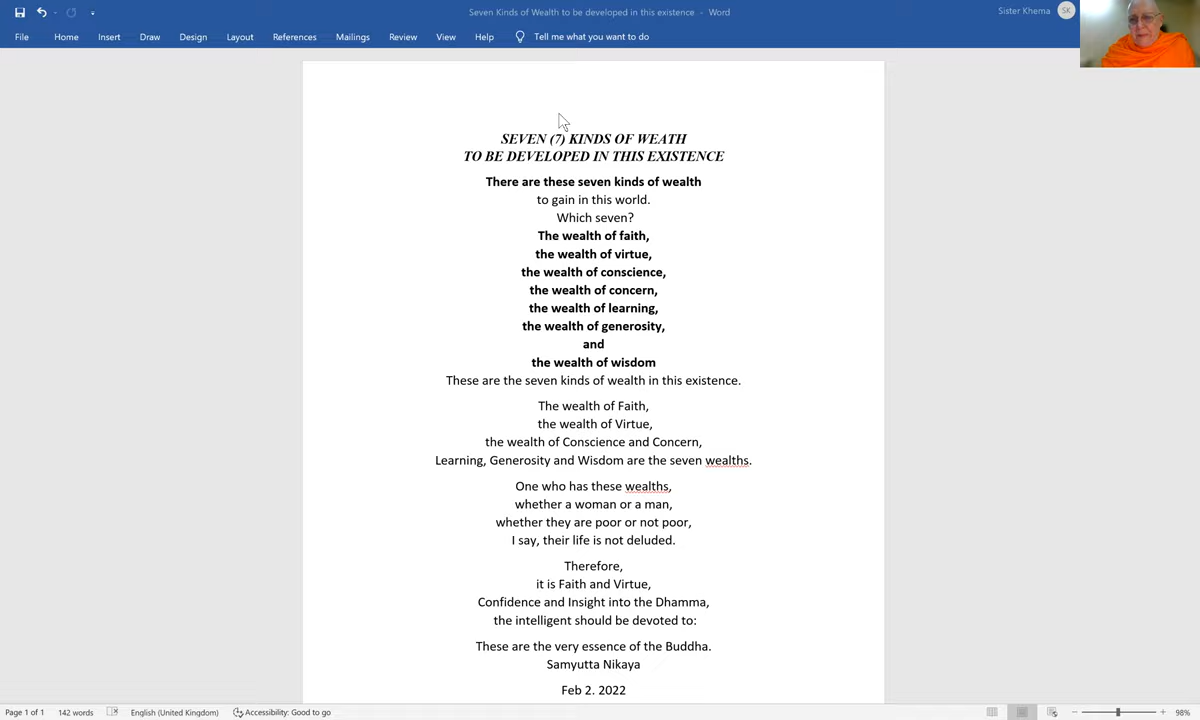 Seven Kinds of Wealth to be developed in this existence - Word
Sister Khema
SK
File Home Insert Draw Design Layout References Mailings Review View Help Tell me what you want to do
SEVEN (7) KINDS OF WEATH
TO BE DEVELOPED IN THIS EXISTENCE
There are these seven kinds of wealth
to gain in this world.
Which seven?
The wealth of faith,
the wealth of virtue,
the wealth of conscience,
the wealth of concern,
the wealth of learning,
the wealth of generosity,
and
the wealth of wisdom
These are the seven kinds of wealth in this existence.
The wealth of Faith,
the wealth of Virtue,
the wealth of Conscience and Concern,
Learning, Generosity and Wisdom are the seven wealths.
One who has these wealths,
whether a woman or a man,
whether they are poor or not poor,
I say, their life is not deluded.
Therefore,
it is Faith and Virtue,
Confidence and Insight into the Dhamma,
the intelligent should be devoted to:
These are the very essence of the Buddha.
Samyutta Nikaya
Feb 2. 2022
Page 1 of 1 142 words English (United Kingdom) Accessibility: Good to go 98%